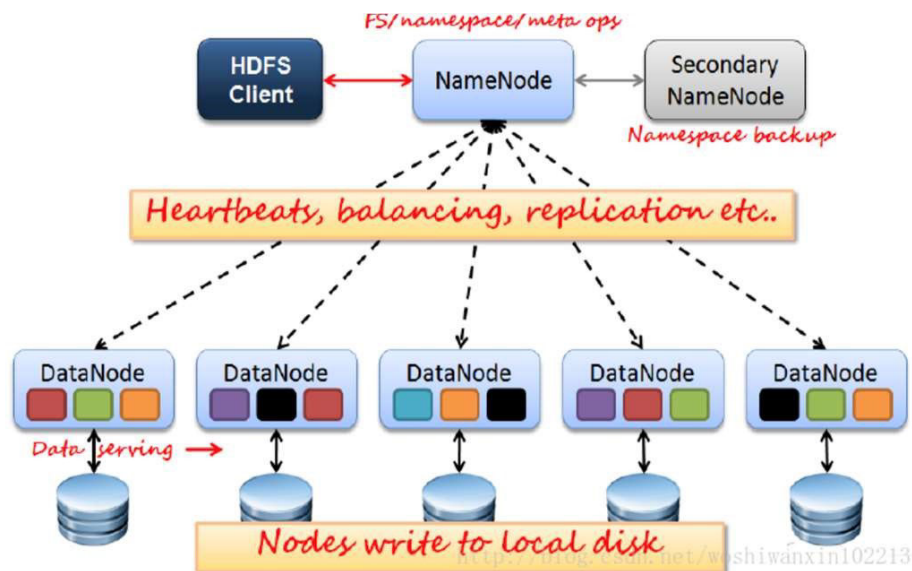 FS/namespace/meta ops
HDFS
Client
NameNode
Secondary
NameNode
Namespace backup
Heartbeats, balancing, replication etc..
DataNode
DataNode
DataNode
DataNode
DataNode
Data serving
Nodes write to local disk
http://blog.csdn.net/woshiwanxin102213